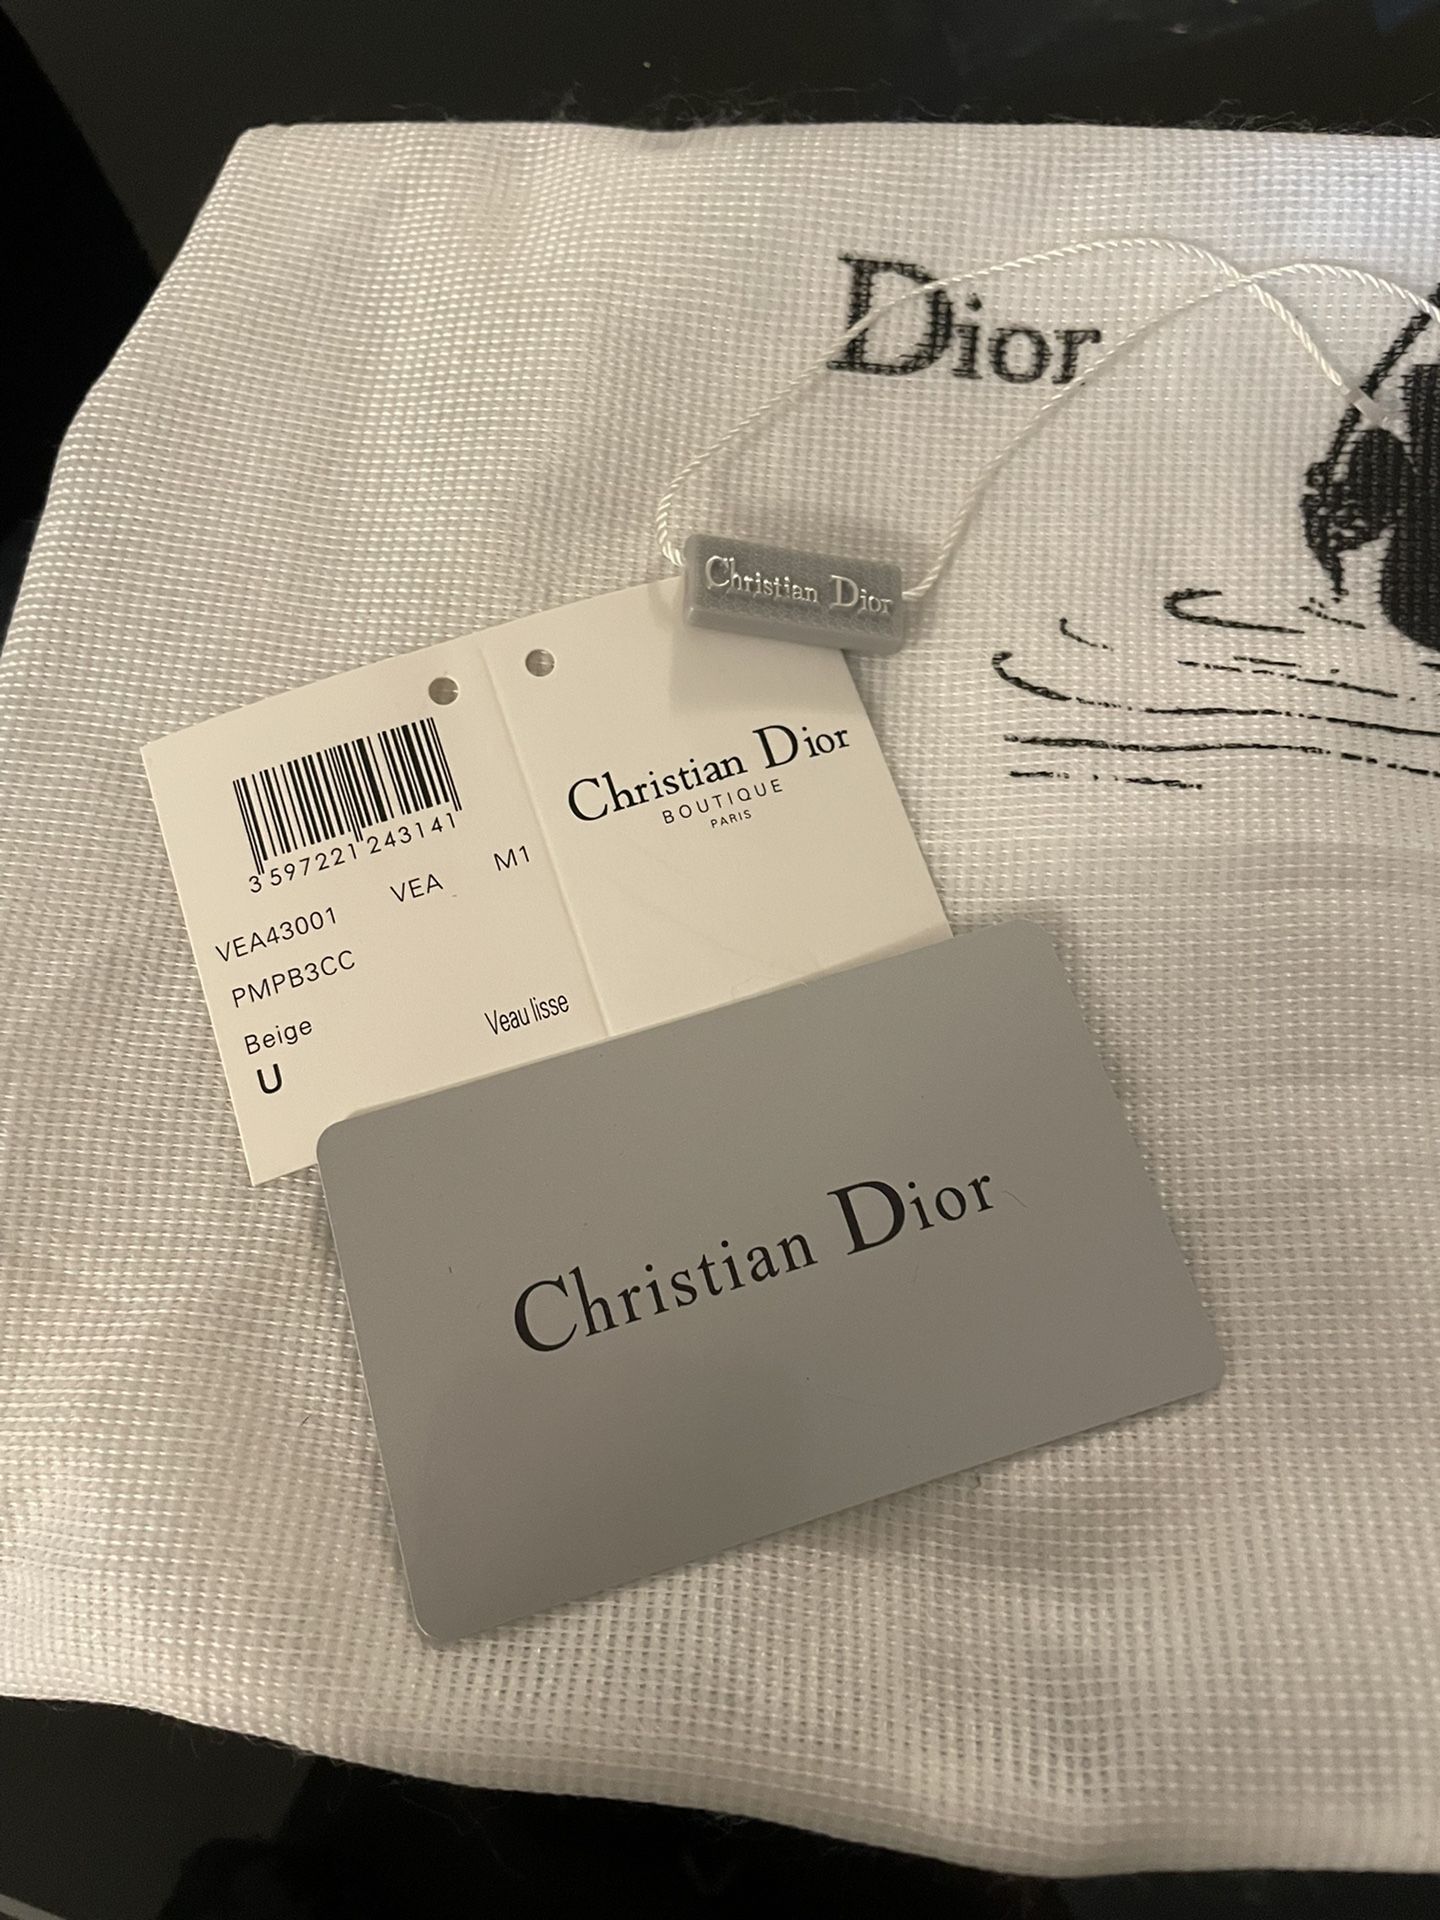 Dior
Christian Dior
3 597221 243141
VEA43001 VEA M1
PMPB3CC
Beige Veau lisse
U
Christian Dior
BOUTIQUE
PARIS
Christian Dior